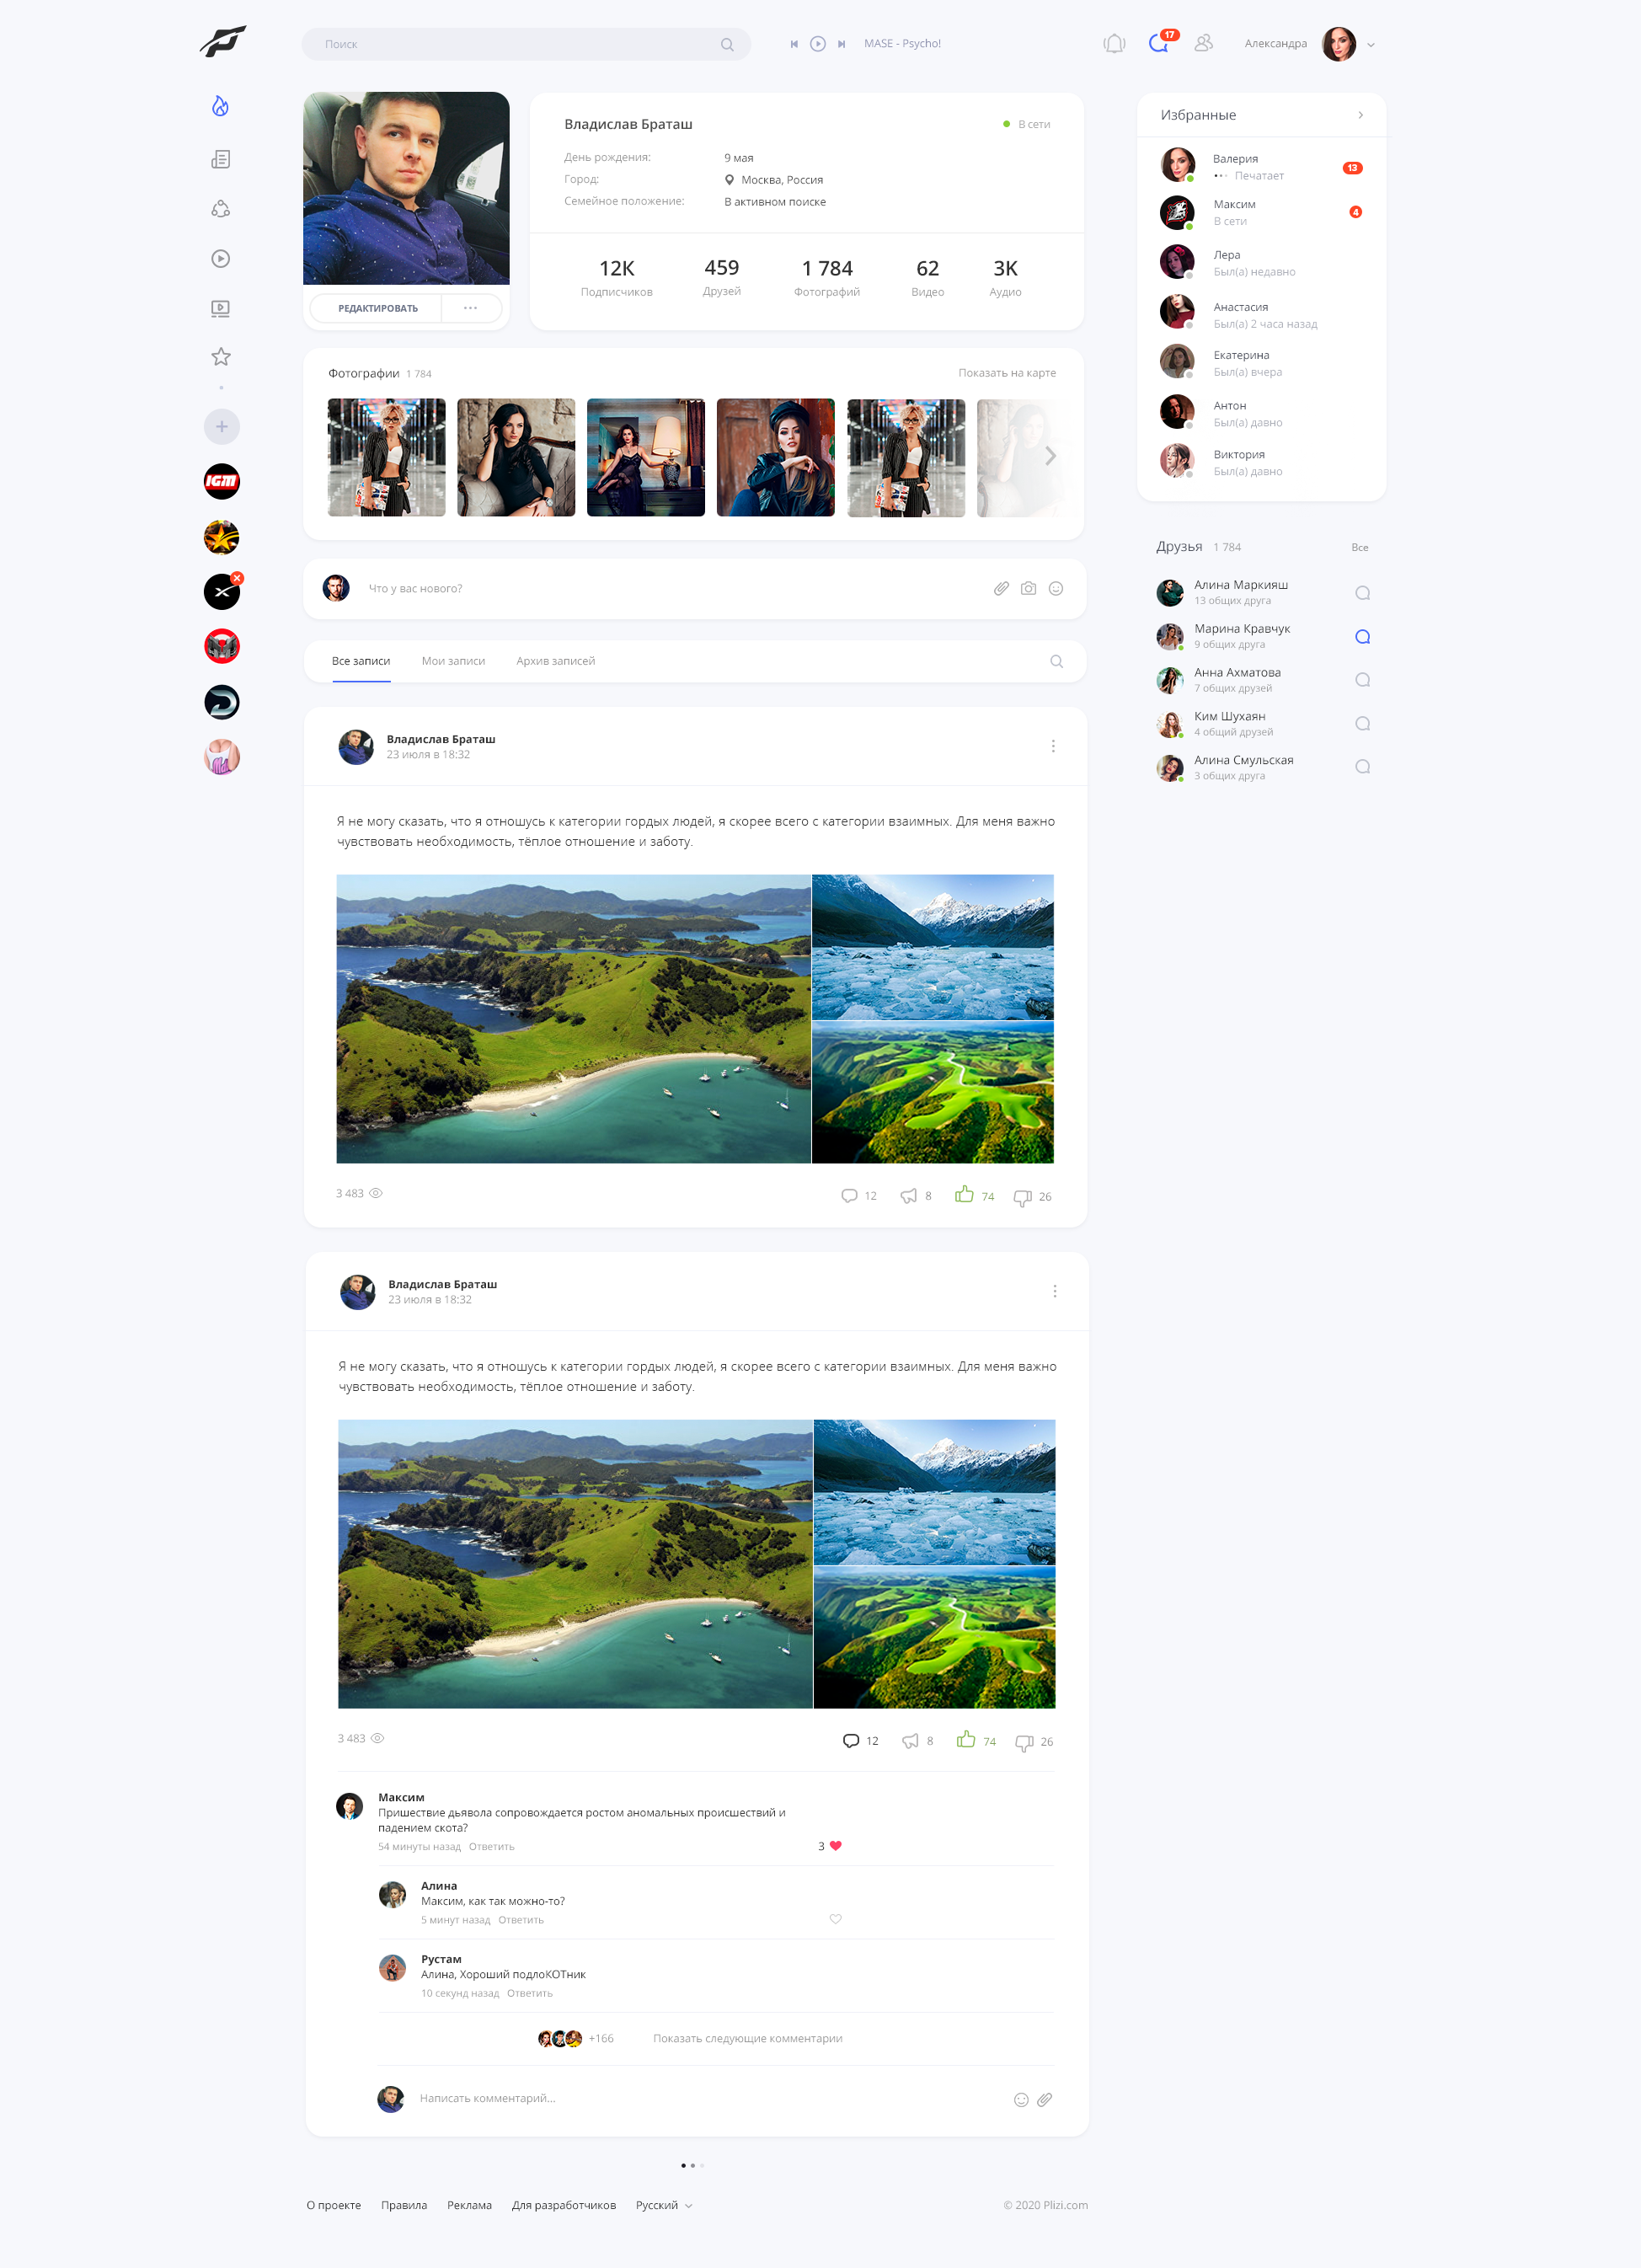 Поиск
MASE - Psycho!
17
Александра
Владислав Браташ
В сети
День рождения:
9 мая
Город:
Москва, Россия
Семейное положение:
В активном поиске
12К
Подписчиков
459
Друзей
1 784
Фотографий
62
Видео
3К
Аудио
РЕДАКТИРОВАТЬ
Избранные
Валерия
Печатает
13
Максим
В сети
4
Лера
Был(а) недавно
Анастасия
Был(а) 2 часа назад
Екатерина
Был(а) вчера
Антон
Был(а) давно
Виктория
Был(а) давно
IGM
Фотографии 1 784
Показать на карте
Что у вас нового?
Все записи
Мои записи
Архив записей
Друзья 1 784
Все
Алина Маркияш
13 общих друга
Марина Кравчук
9 общих друга
Анна Ахматова
7 общих друзей
Ким Шухаян
4 общий друзей
Алина Смульская
3 общих друга
Владислав Браташ
23 июля в 18:32
Я не могу сказать, что я отношусь к категории гордых людей, я скорее всего с категории взаимных. Для меня важно
чувствовать необходимость, тёплое отношение и заботу.
3 483
12
8
74
26
Владислав Браташ
23 июля в 18:32
Я не могу сказать, что я отношусь к категории гордых людей, я скорее всего с категории взаимных. Для меня важно
чувствовать необходимость, тёплое отношение и заботу.
3 483
12
8
74
26
Максим
Пришествие дьявола сопровождается ростом аномальных происшествий и
падением скота?
54 минуты назад Ответить
3
Алина
Максим, как так можно-то?
5 минут назад Ответить
Рустам
Алина, Хороший подлоКОТник
10 секунд назад Ответить
+166
Показать следующие комментарии
Написать комментарий...
О проекте
Правила
Реклама
Для разработчиков
Русский
© 2020 Plizi.com